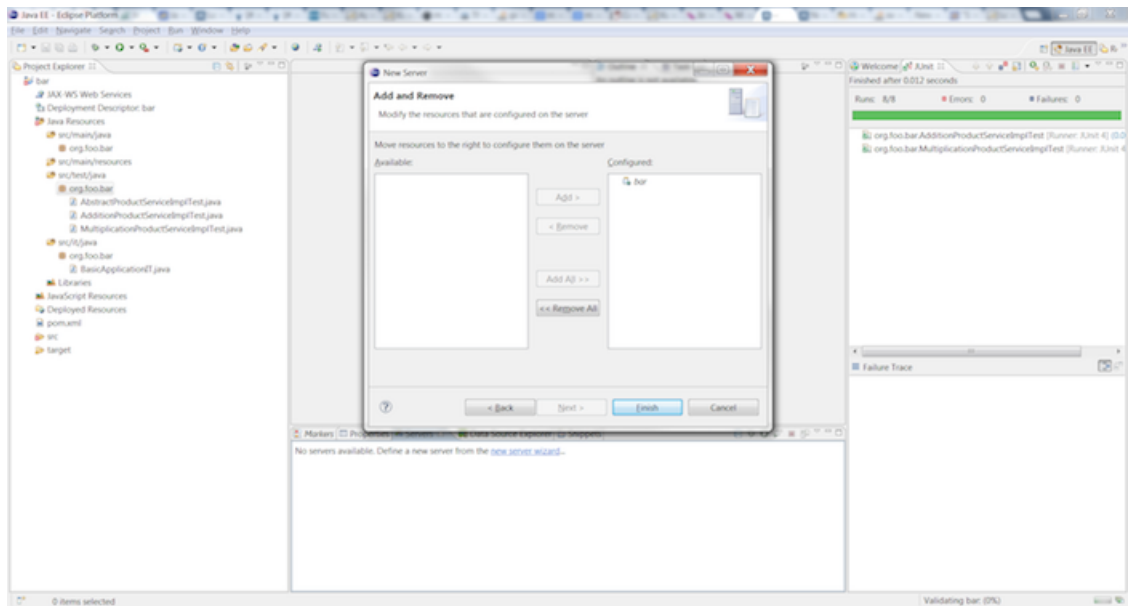 Java EE - Eclipse Platform
File Edit Navigate Search Project Run Window Help
Java EE
Project Explorer
bar
JAX-WS Web Services
Deployment Descriptor: bar
Java Resources
src/main/java
org.foo.bar
src/main/resources
src/test/java
org.foo.bar
AbstractProductServiceImplTest.java
AdditionProductServiceImplTest.java
MultiplicationProductServiceImplTest.java
src/it/java
org.foo.bar
BasicApplicationIT.java
Libraries
JavaScript Resources
Deployed Resources
pom.xml
src
target
New Server
Add and Remove
Modify the resources that are configured on the server
Move resources to the right to configure them on the server
Available:
Configured:
bar
Add >
< Remove
Add All >>
<< Remove All
< Back
Next >
Finish
Cancel
Welcome
JUnit
Finished after 0.012 seconds
Runs: 8/8
Errors: 0
Failures: 0
org.foo.bar.AdditionProductServiceImplTest [Runner: JUnit 4] (0.0
org.foo.bar.MultiplicationProductServiceImplTest [Runner: JUnit 4
Failure Trace
Markers
Servers
Data Source Explorer
Snippets
No servers available. Define a new server from the new server wizard...
0 items selected
Validating bar: (0%)